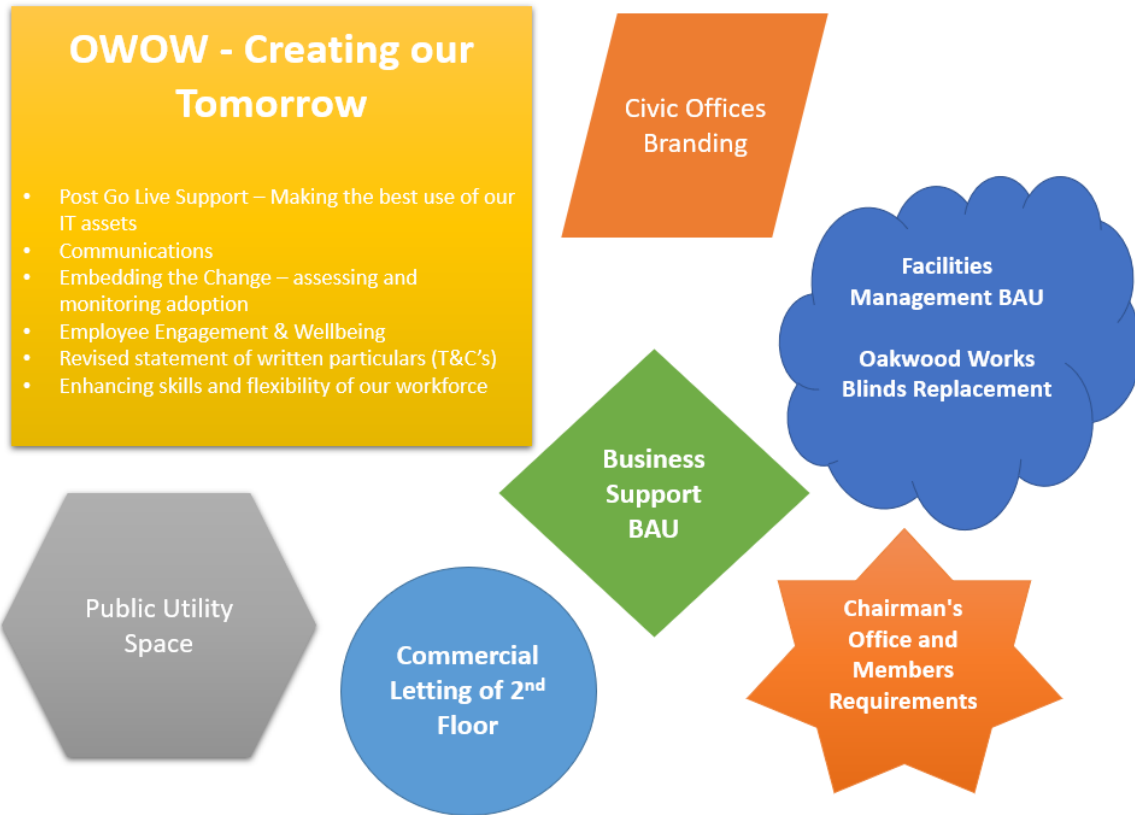 OWOW - Creating our
Tomorrow
• Post Go Live Support – Making the best use of our
IT assets
• Communications
• Embedding the Change – assessing and
monitoring adoption
• Employee Engagement & Wellbeing
• Revised statement of written particulars (T&C’s)
• Enhancing skills and flexibility of our workforce
Civic Offices
Branding
Facilities
Management BAU
Oakwood Works
Blinds Replacement
Business
Support
BAU
Public Utility
Space
Commercial
Letting of 2nd
Floor
Chairman's
Office and
Members
Requirements